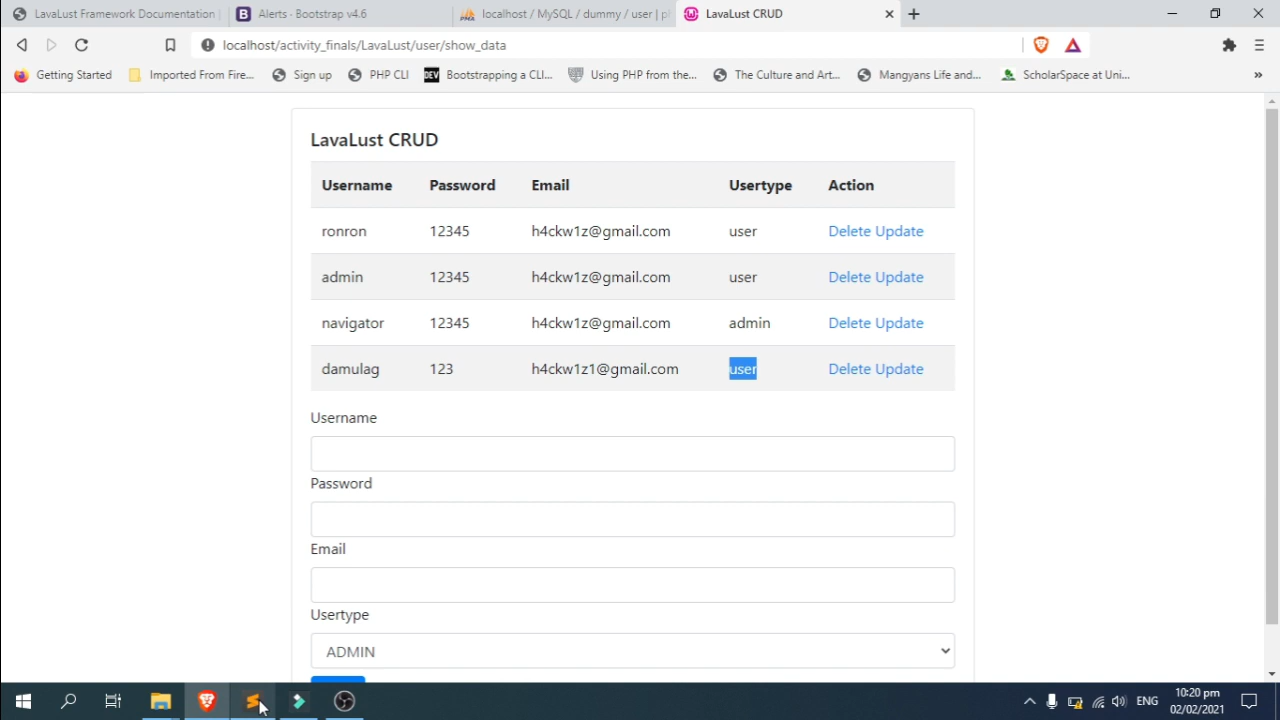 LavaLust Framework Documentation
Alerts · Bootstrap v4.6
localhost / MySQL / dummy / user | p
LavaLust CRUD
localhost/activity_finals/LavaLust/user/show_data
Getting Started
Imported From Fire...
Sign up
PHP CLI
DEV
Bootstrapping a CLI...
Using PHP from the...
The Culture and Art...
Mangyans Life and...
ScholarSpace at Uni...
LavaLust CRUD
Username Password Email Usertype Action
ronron 12345 h4ckw1z@gmail.com user Delete Update
admin 12345 h4ckw1z@gmail.com user Delete Update
navigator 12345 h4ckw1z@gmail.com admin Delete Update
damulag 123 h4ckw1z1@gmail.com user Delete Update
Username
Password
Email
Usertype
ADMIN
ENG
10:20 pm
02/02/2021